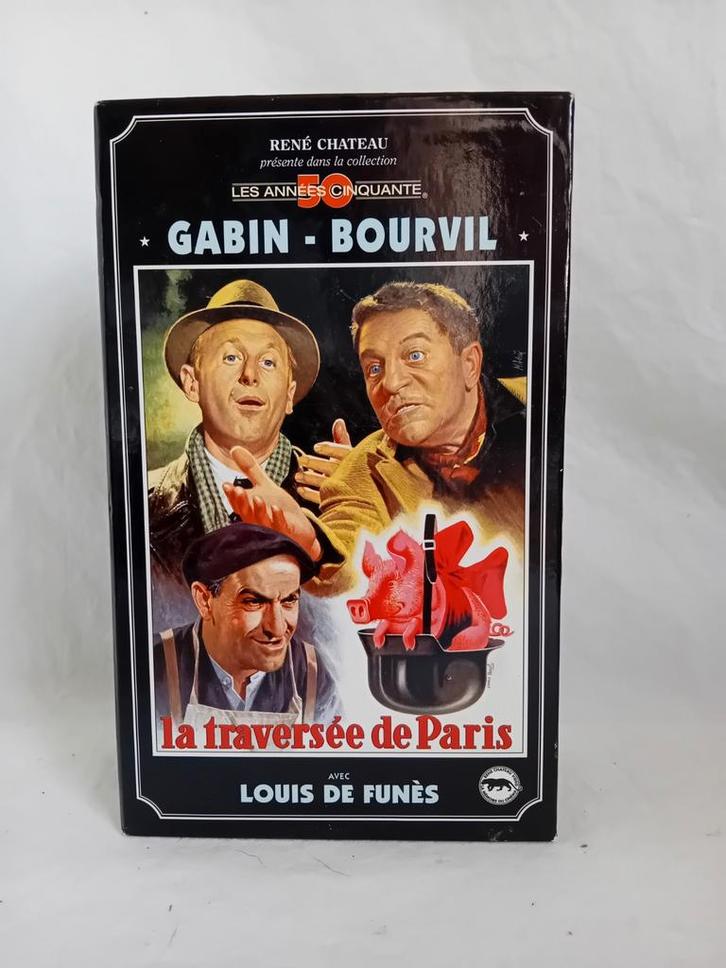 RENÉ CHATEAU
présente dans la collection
50
LES ANNÉES CINQUANTE®
★ GABIN - BOURVIL ★
la traversée de Paris
AVEC
LOUIS DE FUNÈS